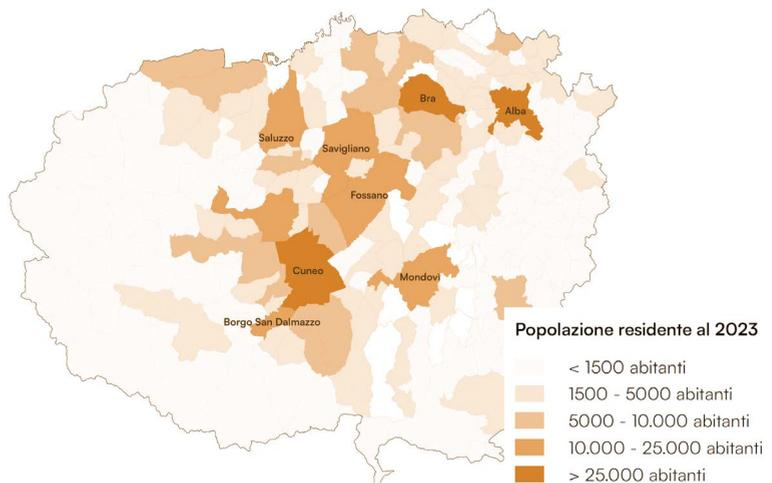 Bra
Alba
Saluzzo
Savigliano
Fossano
Cuneo
Mondovì
Borgo San Dalmazzo
Popolazione residente al 2023
< 1500 abitanti
1500 - 5000 abitanti
5000 - 10.000 abitanti
10.000 - 25.000 abitanti
> 25.000 abitanti